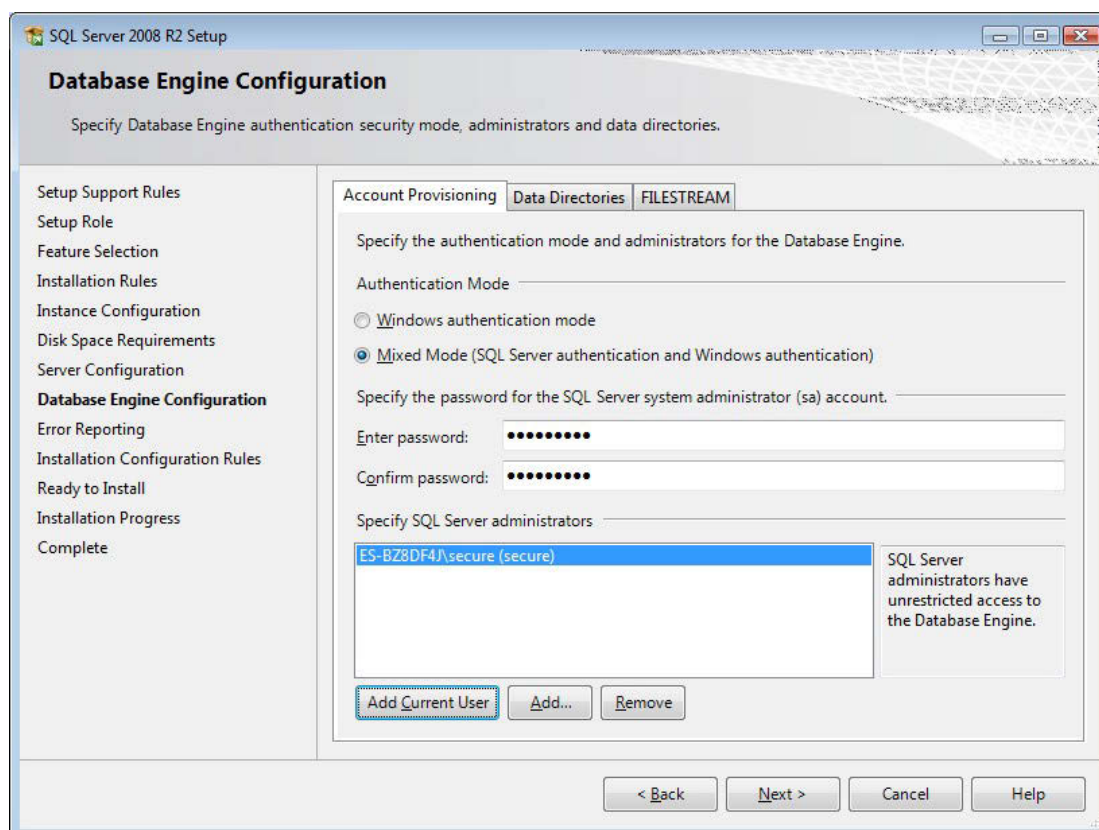 SQL Server 2008 R2 Setup
Database Engine Configuration
Specify Database Engine authentication security mode, administrators and data directories.
Setup Support Rules
Setup Role
Feature Selection
Installation Rules
Instance Configuration
Disk Space Requirements
Server Configuration
Database Engine Configuration
Error Reporting
Installation Configuration Rules
Ready to Install
Installation Progress
Complete
Account Provisioning Data Directories FILESTREAM
Specify the authentication mode and administrators for the Database Engine.
Authentication Mode
Windows authentication mode
Mixed Mode (SQL Server authentication and Windows authentication)
Specify the password for the SQL Server system administrator (sa) account.
Enter password: •••••••••
Confirm password: •••••••••
Specify SQL Server administrators
ES-BZ8DF4J\secure (secure)
SQL Server
administrators have
unrestricted access to
the Database Engine.
Add Current User Add... Remove
< Back Next > Cancel Help